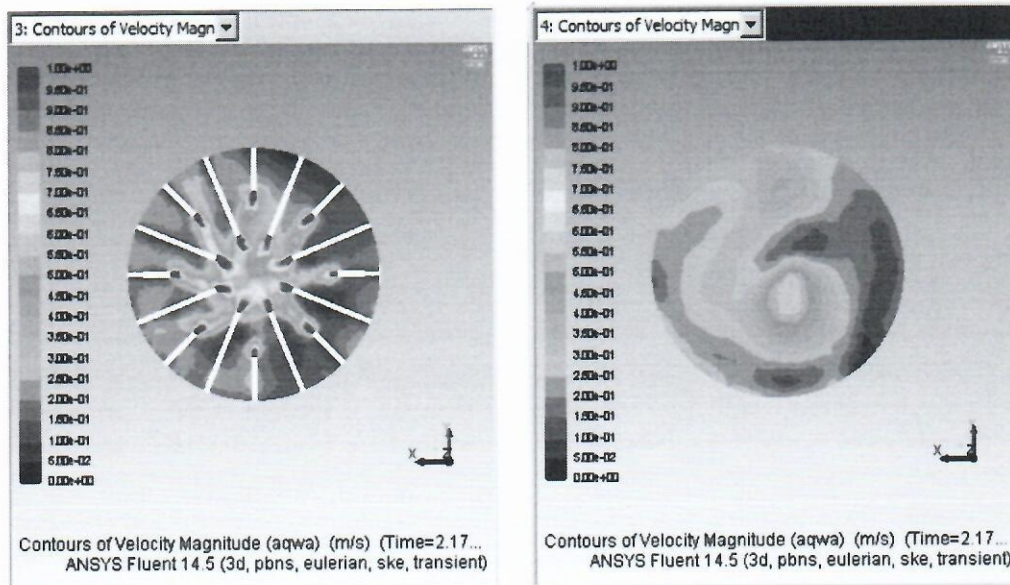 3: Contours of Velocity Magn
1.00e+00
9.50e-01
9.00e-01
8.50e-01
8.00e-01
7.50e-01
7.00e-01
6.50e-01
6.00e-01
5.50e-01
5.00e-01
4.50e-01
4.00e-01
3.50e-01
3.00e-01
2.50e-01
2.00e-01
1.50e-01
1.00e-01
5.00e-02
0.00e+00
Y
X
Z
Contours of Velocity Magnitude (aqwa) (m/s) (Time=2.17...
ANSYS Fluent 14.5 (3d, pbns, eulerian, ske, transient)
4: Contours of Velocity Magn
1.00e+00
9.50e-01
9.00e-01
8.50e-01
8.00e-01
7.50e-01
7.00e-01
6.50e-01
6.00e-01
5.50e-01
5.00e-01
4.50e-01
4.00e-01
3.50e-01
3.00e-01
2.50e-01
2.00e-01
1.50e-01
1.00e-01
5.00e-02
0.00e+00
Y
X
Z
Contours of Velocity Magnitude (aqwa) (m/s) (Time=2.17...
ANSYS Fluent 14.5 (3d, pbns, eulerian, ske, transient)